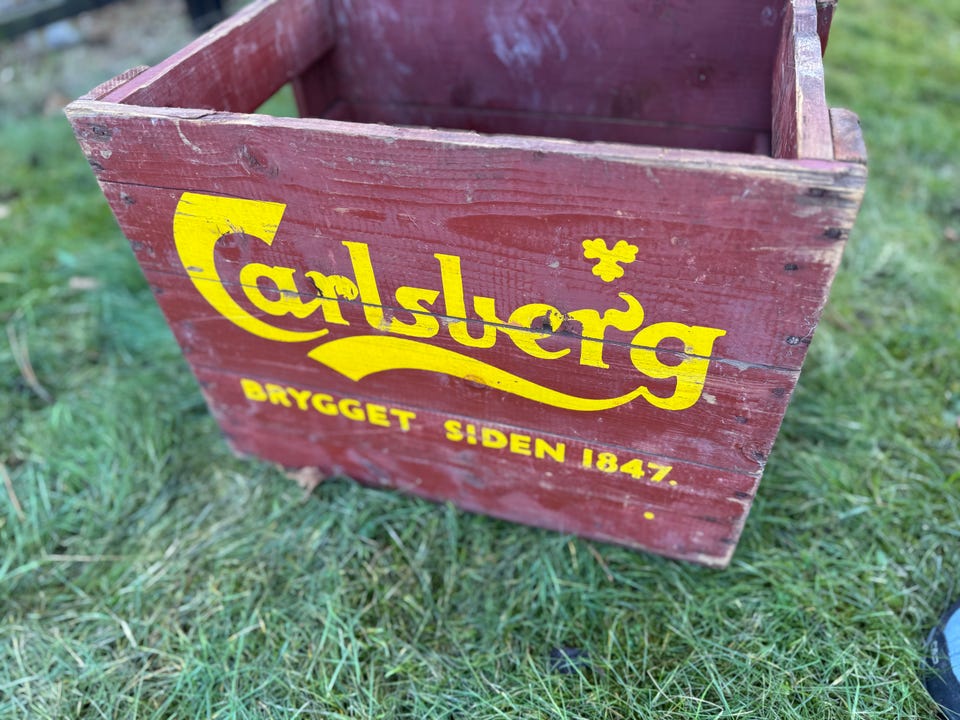 Carlsberg
BRYGGET SIDEN 1847.